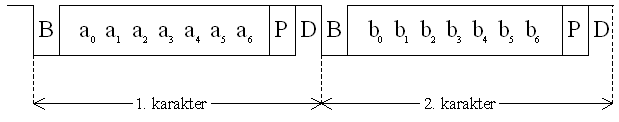 B a₀ a₁ a₂ a₃ a₄ a₅ a₆ P D B b₀ b₁ b₂ b₃ b₄ b₅ b₆ P D
1. karakter 2. karakter